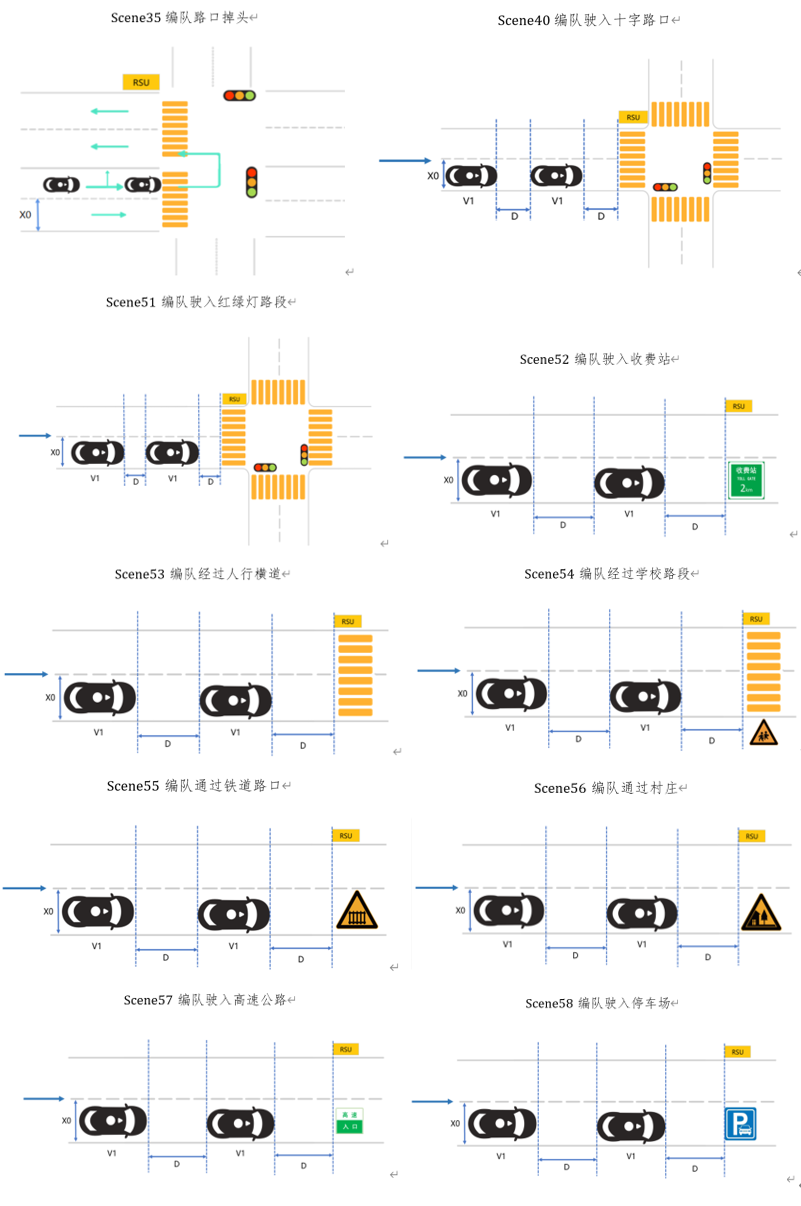 Scene35 编队路口掉头
RSU
X0
Scene40 编队驶入十字路口
RSU
X0
V1
V1
D
D
Scene51 编队驶入红绿灯路段
RSU
X0
V1
V1
D
D
Scene52 编队驶入收费站
RSU
X0
收费站
TOLL GATE
2km
V1
V1
D
D
Scene53 编队经过人行横道
RSU
X0
V1
V1
D
D
Scene54 编队经过学校路段
RSU
X0
V1
V1
D
D
Scene55 编队通过铁道路口
RSU
X0
V1
V1
D
D
Scene56 编队通过村庄
RSU
X0
V1
V1
D
D
Scene57 编队驶入高速公路
RSU
高速
入口
X0
V1
V1
D
D
Scene58 编队驶入停车场
RSU
P
X0
V1
V1
D
D